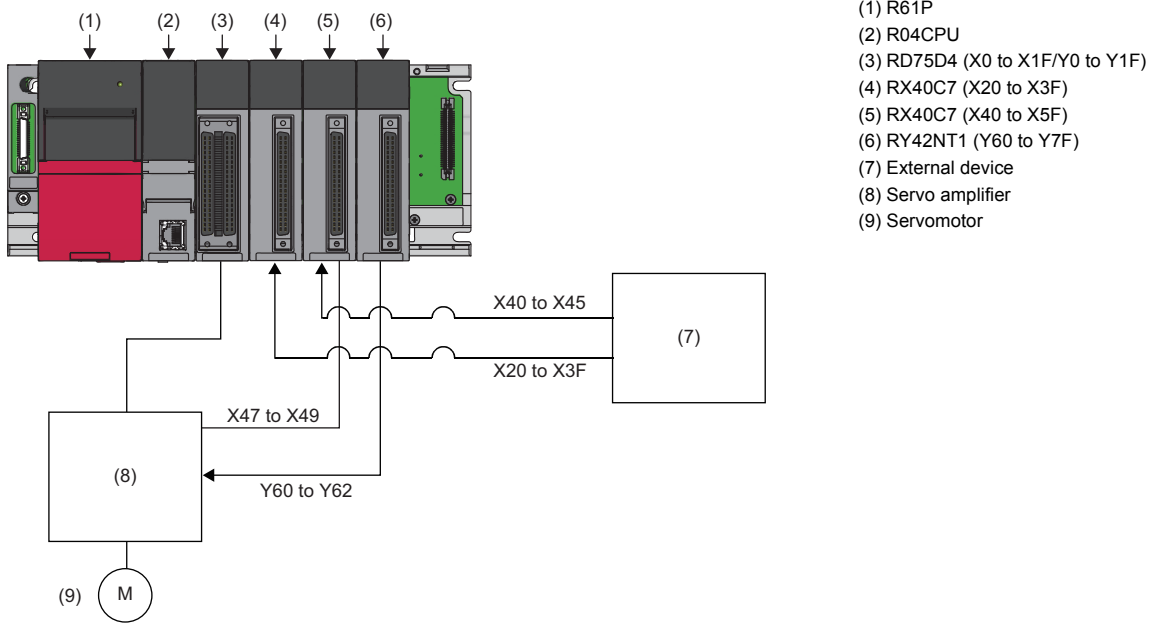 (1) (2) (3) (4) (5) (6)
X40 to X45
(7)
X20 to X3F
X47 to X49
(8)
Y60 to Y62
(9) M
(1) R61P
(2) R04CPU
(3) RD75D4 (X0 to X1F/Y0 to Y1F)
(4) RX40C7 (X20 to X3F)
(5) RX40C7 (X40 to X5F)
(6) RY42NT1 (Y60 to Y7F)
(7) External device
(8) Servo amplifier
(9) Servomotor